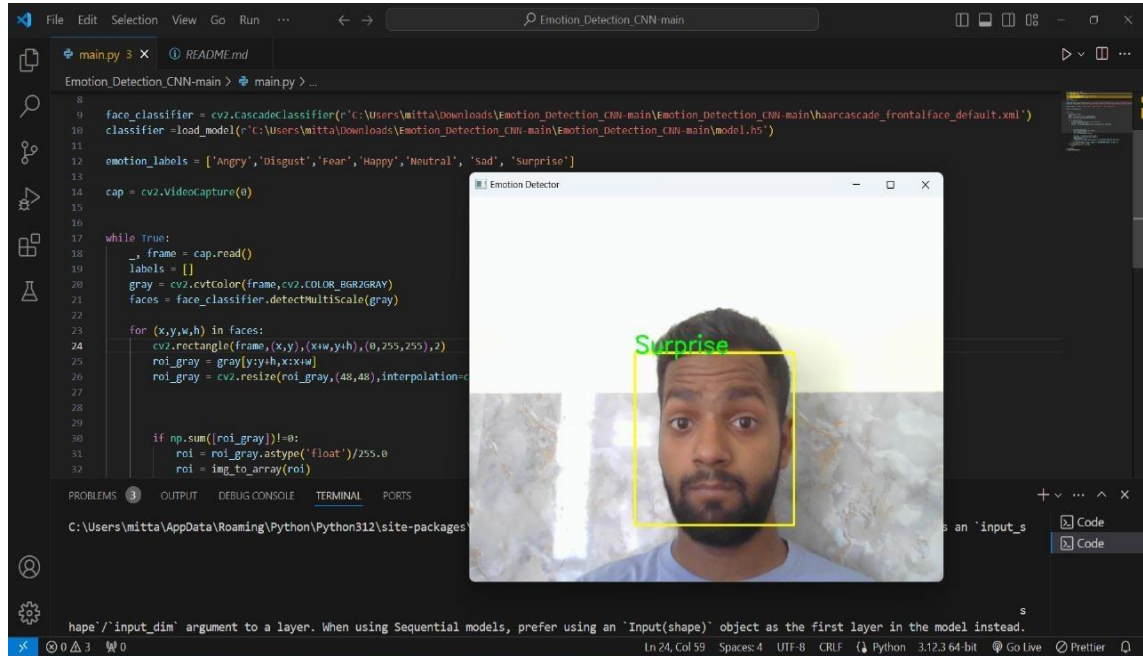 File Edit Selection View Go Run ... Emotion_Detection_CNN-main
main.py 3 README.md
Emotion_Detection_CNN-main > main.py > ...
8
9 face_classifier = cv2.CascadeClassifier(r'C:\Users\mitta\Downloads\Emotion_Detection_CNN-main\Emotion_Detection_CNN-main\haarcascade_frontalface_default.xml')
10 classifier =load_model(r'C:\Users\mitta\Downloads\Emotion_Detection_CNN-main\Emotion_Detection_CNN-main\model.h5')
11
12 emotion_labels = ['Angry','Disgust','Fear','Happy','Neutral', 'Sad', 'Surprise']
13
14 cap = cv2.VideoCapture(0)
15
16
17 while True:
18 _, frame = cap.read()
19 labels = []
20 gray = cv2.cvtColor(frame,cv2.COLOR_BGR2GRAY)
21 faces = face_classifier.detectMultiScale(gray)
22
23 for (x,y,w,h) in faces:
24 cv2.rectangle(frame,(x,y),(x+w,y+h),(0,255,255),2)
25 roi_gray = gray[y:y+h,x:x+w]
26 roi_gray = cv2.resize(roi_gray,(48,48),interpolation=c
27
28
29
30 if np.sum([roi_gray])!=0:
31 roi = roi_gray.astype('float')/255.0
32 roi = img_to_array(roi)
Emotion Detector
Surprise
PROBLEMS 3 OUTPUT DEBUG CONSOLE TERMINAL PORTS
C:\Users\mitta\AppData\Roaming\Python\Python312\site-packages\ s an `input_s
s
hape`/`input_dim` argument to a layer. When using Sequential models, prefer using an `Input(shape)` object as the first layer in the model instead.
Code
Code
0 3 0 Ln 24, Col 59 Spaces: 4 UTF-8 CRLF Python 3.12.3 64-bit Go Live Prettier